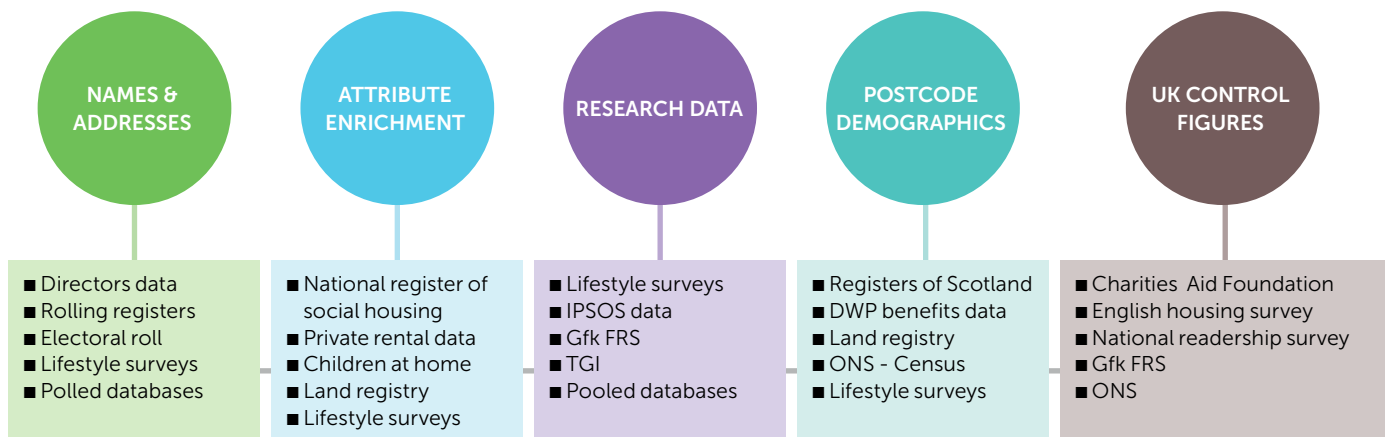 NAMES &
ADDRESSES
ATTRIBUTE
ENRICHMENT
RESEARCH DATA
POSTCODE
DEMOGRAPHICS
UK CONTROL
FIGURES
■ Directors data
■ Rolling registers
■ Electoral roll
■ Lifestyle surveys
■ Polled databases
■ National register of
social housing
■ Private rental data
■ Children at home
■ Land registry
■ Lifestyle surveys
■ Lifestyle surveys
■ IPSOS data
■ Gfk FRS
■ TGI
■ Pooled databases
■ Registers of Scotland
■ DWP benefits data
■ Land registry
■ ONS - Census
■ Lifestyle surveys
■ Charities Aid Foundation
■ English housing survey
■ National readership survey
■ Gfk FRS
■ ONS